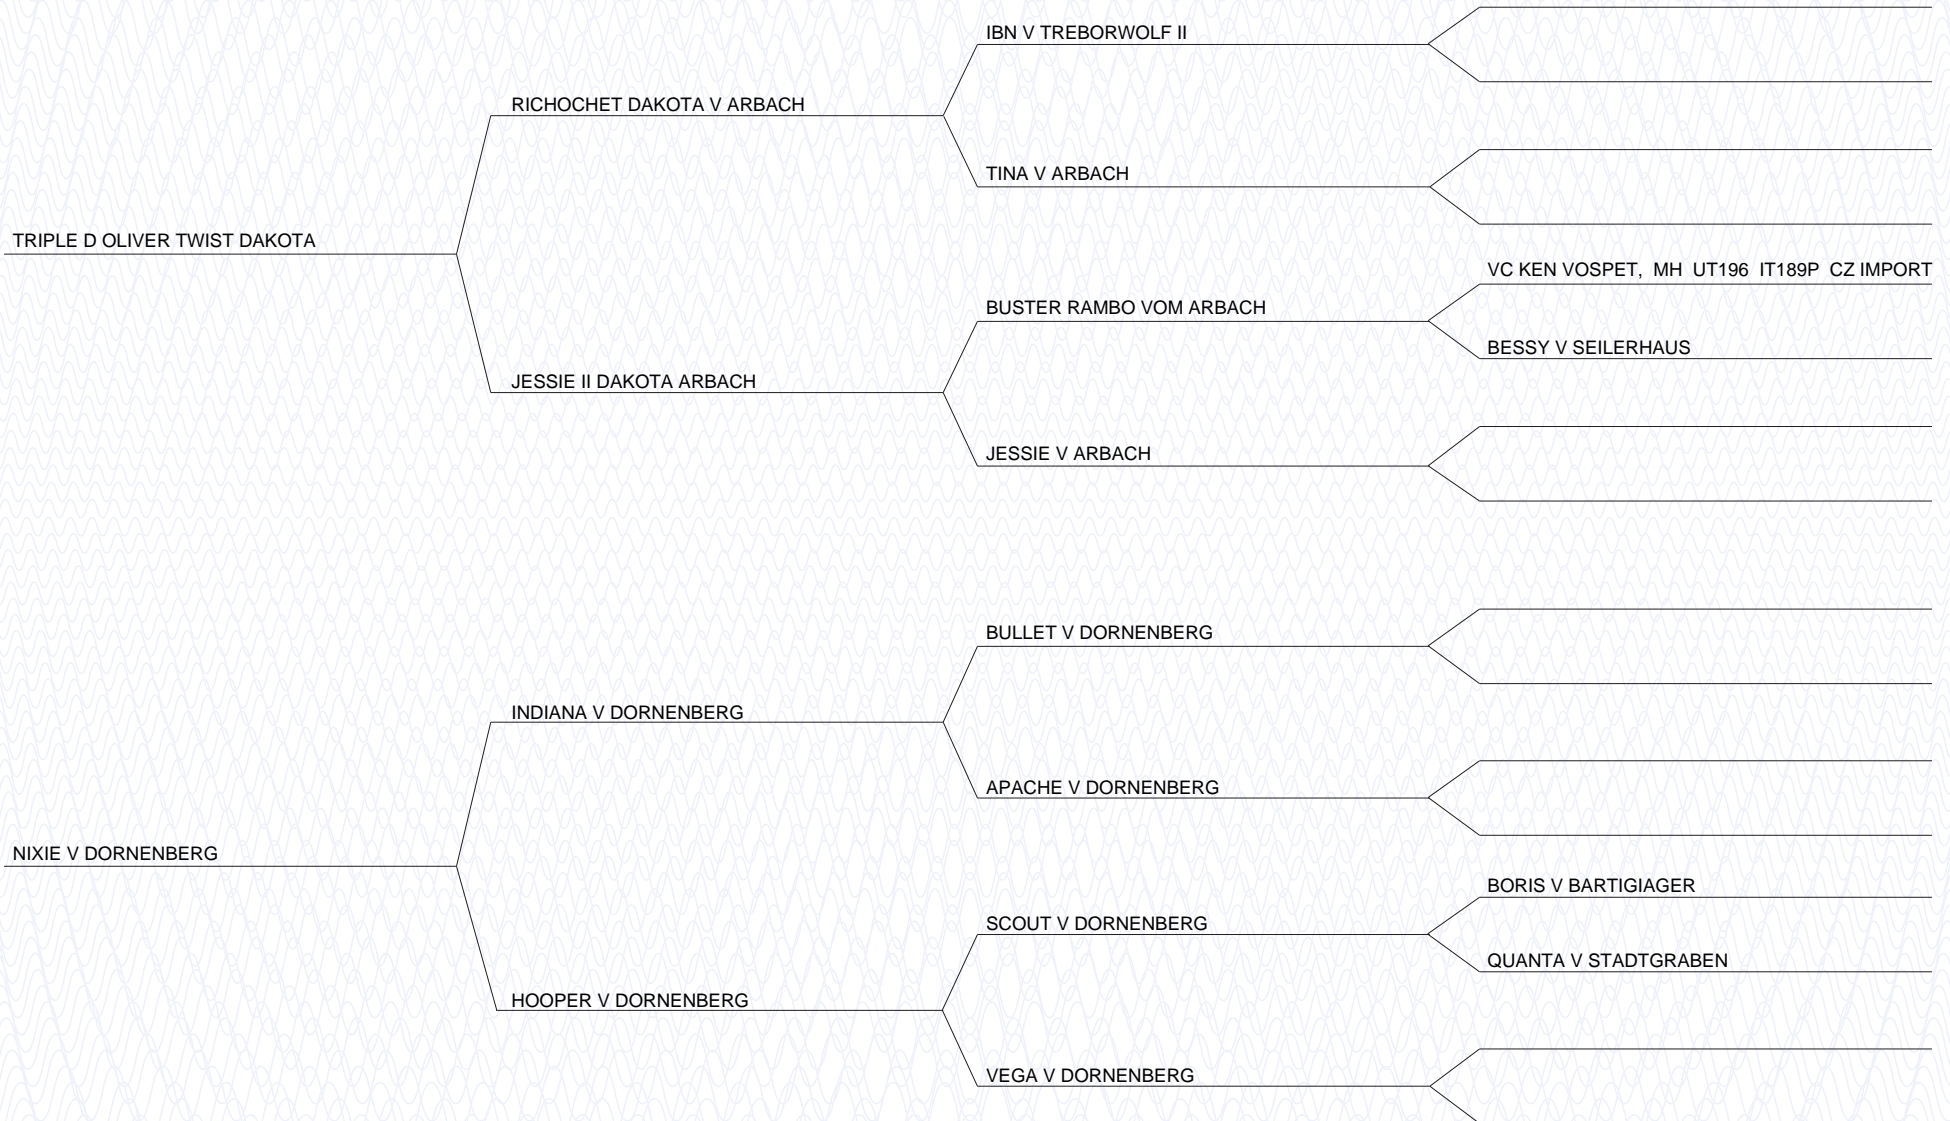 IBN V TREBORWOLF II
RICHOCHET DAKOTA V ARBACH
TINA V ARBACH
TRIPLE D OLIVER TWIST DAKOTA
VC KEN VOSPET, MH UT196 IT189P CZ IMPORT
BUSTER RAMBO VOM ARBACH
BESSY V SEILERHAUS
JESSIE II DAKOTA ARBACH
JESSIE V ARBACH
BULLET V DORNENBERG
INDIANA V DORNENBERG
APACHE V DORNENBERG
NIXIE V DORNENBERG
BORIS V BARTIGIAGER
SCOUT V DORNENBERG
QUANTA V STADTGRABEN
HOOPER V DORNENBERG
VEGA V DORNENBERG